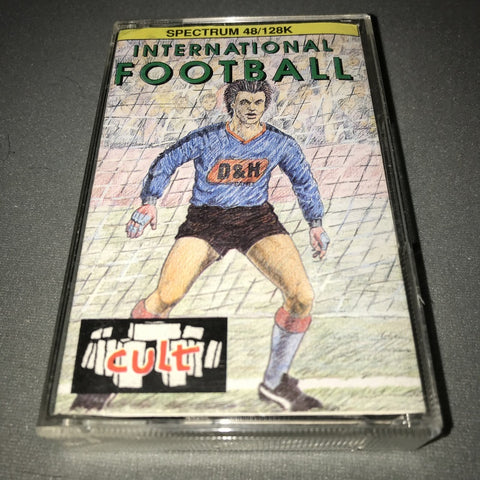 SPECTRUM 48/128K
INTERNATIONAL
FOOTBALL
D&H
cult